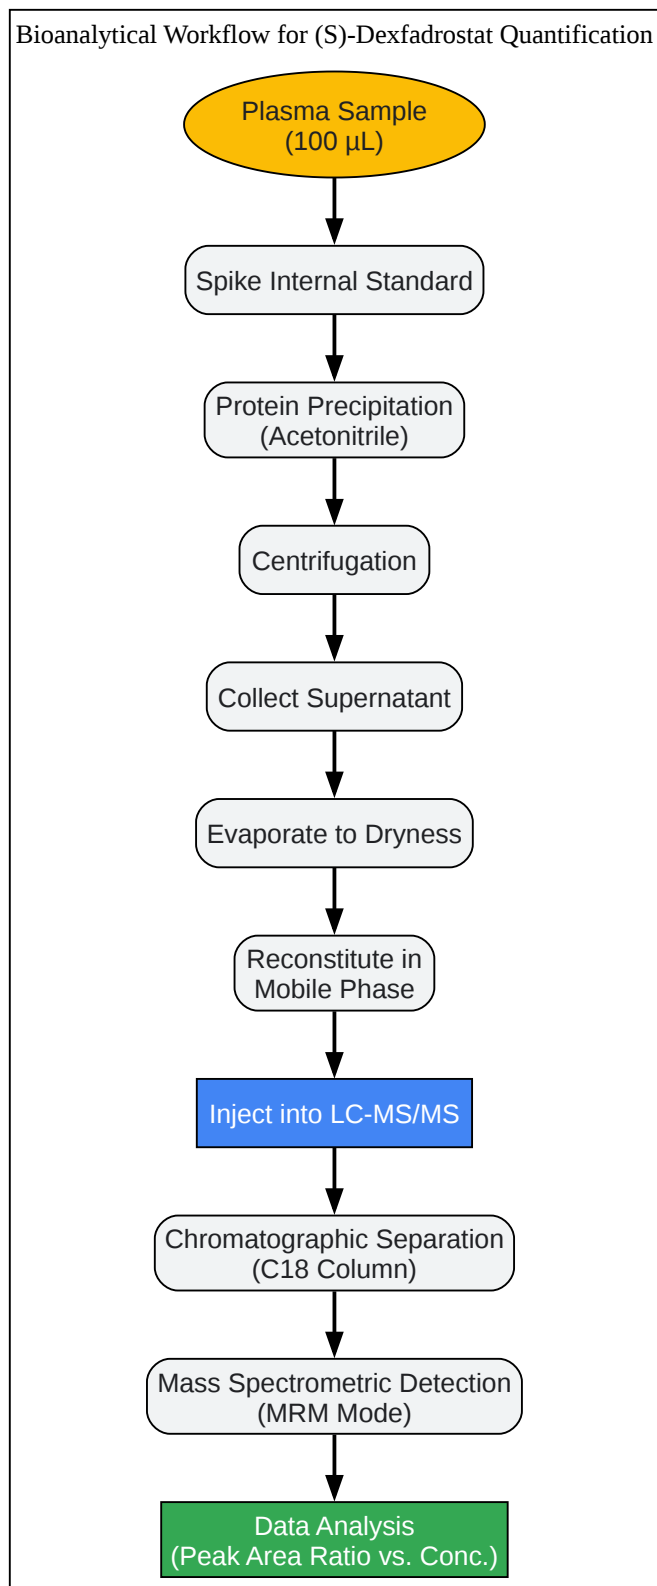 Bioanalytical Workflow for (S)-Dexfadrostat Quantification
Plasma Sample
(100 µL)
Spike Internal Standard
Protein Precipitation
(Acetonitrile)
Centrifugation
Collect Supernatant
Evaporate to Dryness
Reconstitute in
Mobile Phase
Inject into LC-MS/MS
Chromatographic Separation
(C18 Column)
Mass Spectrometric Detection
(MRM Mode)
Data Analysis
(Peak Area Ratio vs. Conc.)